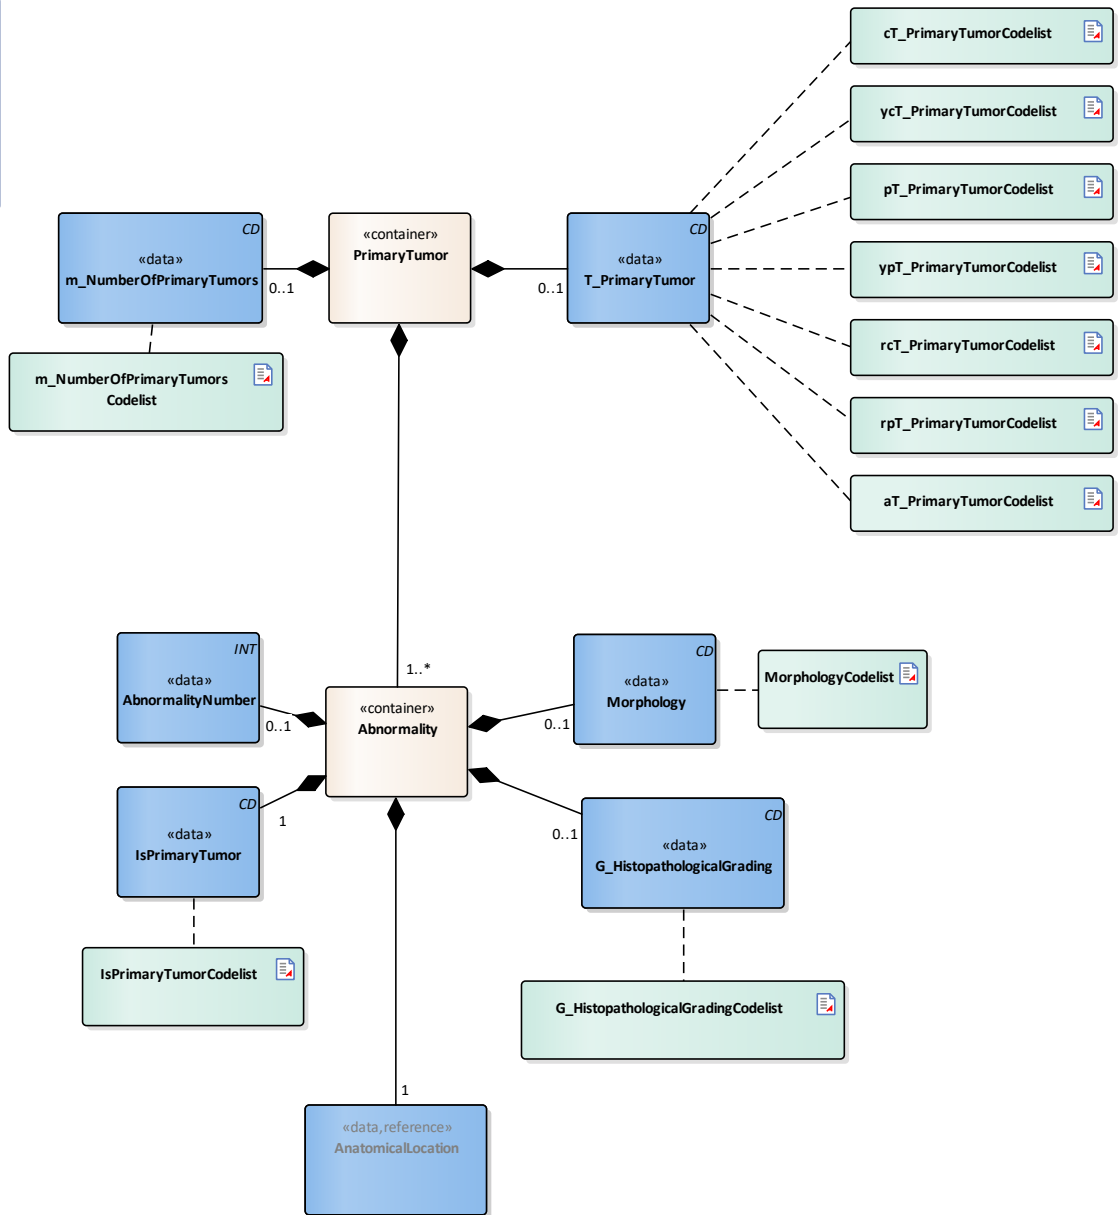 cT_PrimaryTumorCodelist
ycT_PrimaryTumorCodelist
pT_PrimaryTumorCodelist
ypT_PrimaryTumorCodelist
rcT_PrimaryTumorCodelist
rpT_PrimaryTumorCodelist
aT_PrimaryTumorCodelist
CD
«data»
m_NumberOfPrimaryTumors
0..1
«container»
PrimaryTumor
0..1
CD
«data»
T_PrimaryTumor
m_NumberOfPrimaryTumors
Codelist
1..*
INT
«data»
AbnormalityNumber
0..1
«container»
Abnormality
0..1
CD
«data»
Morphology
MorphologyCodelist
CD
«data»
IsPrimaryTumor
1
0..1
CD
«data»
G_HistopathologicalGrading
IsPrimaryTumorCodelist
G_HistopathologicalGradingCodelist
1
«data,reference»
AnatomicalLocation